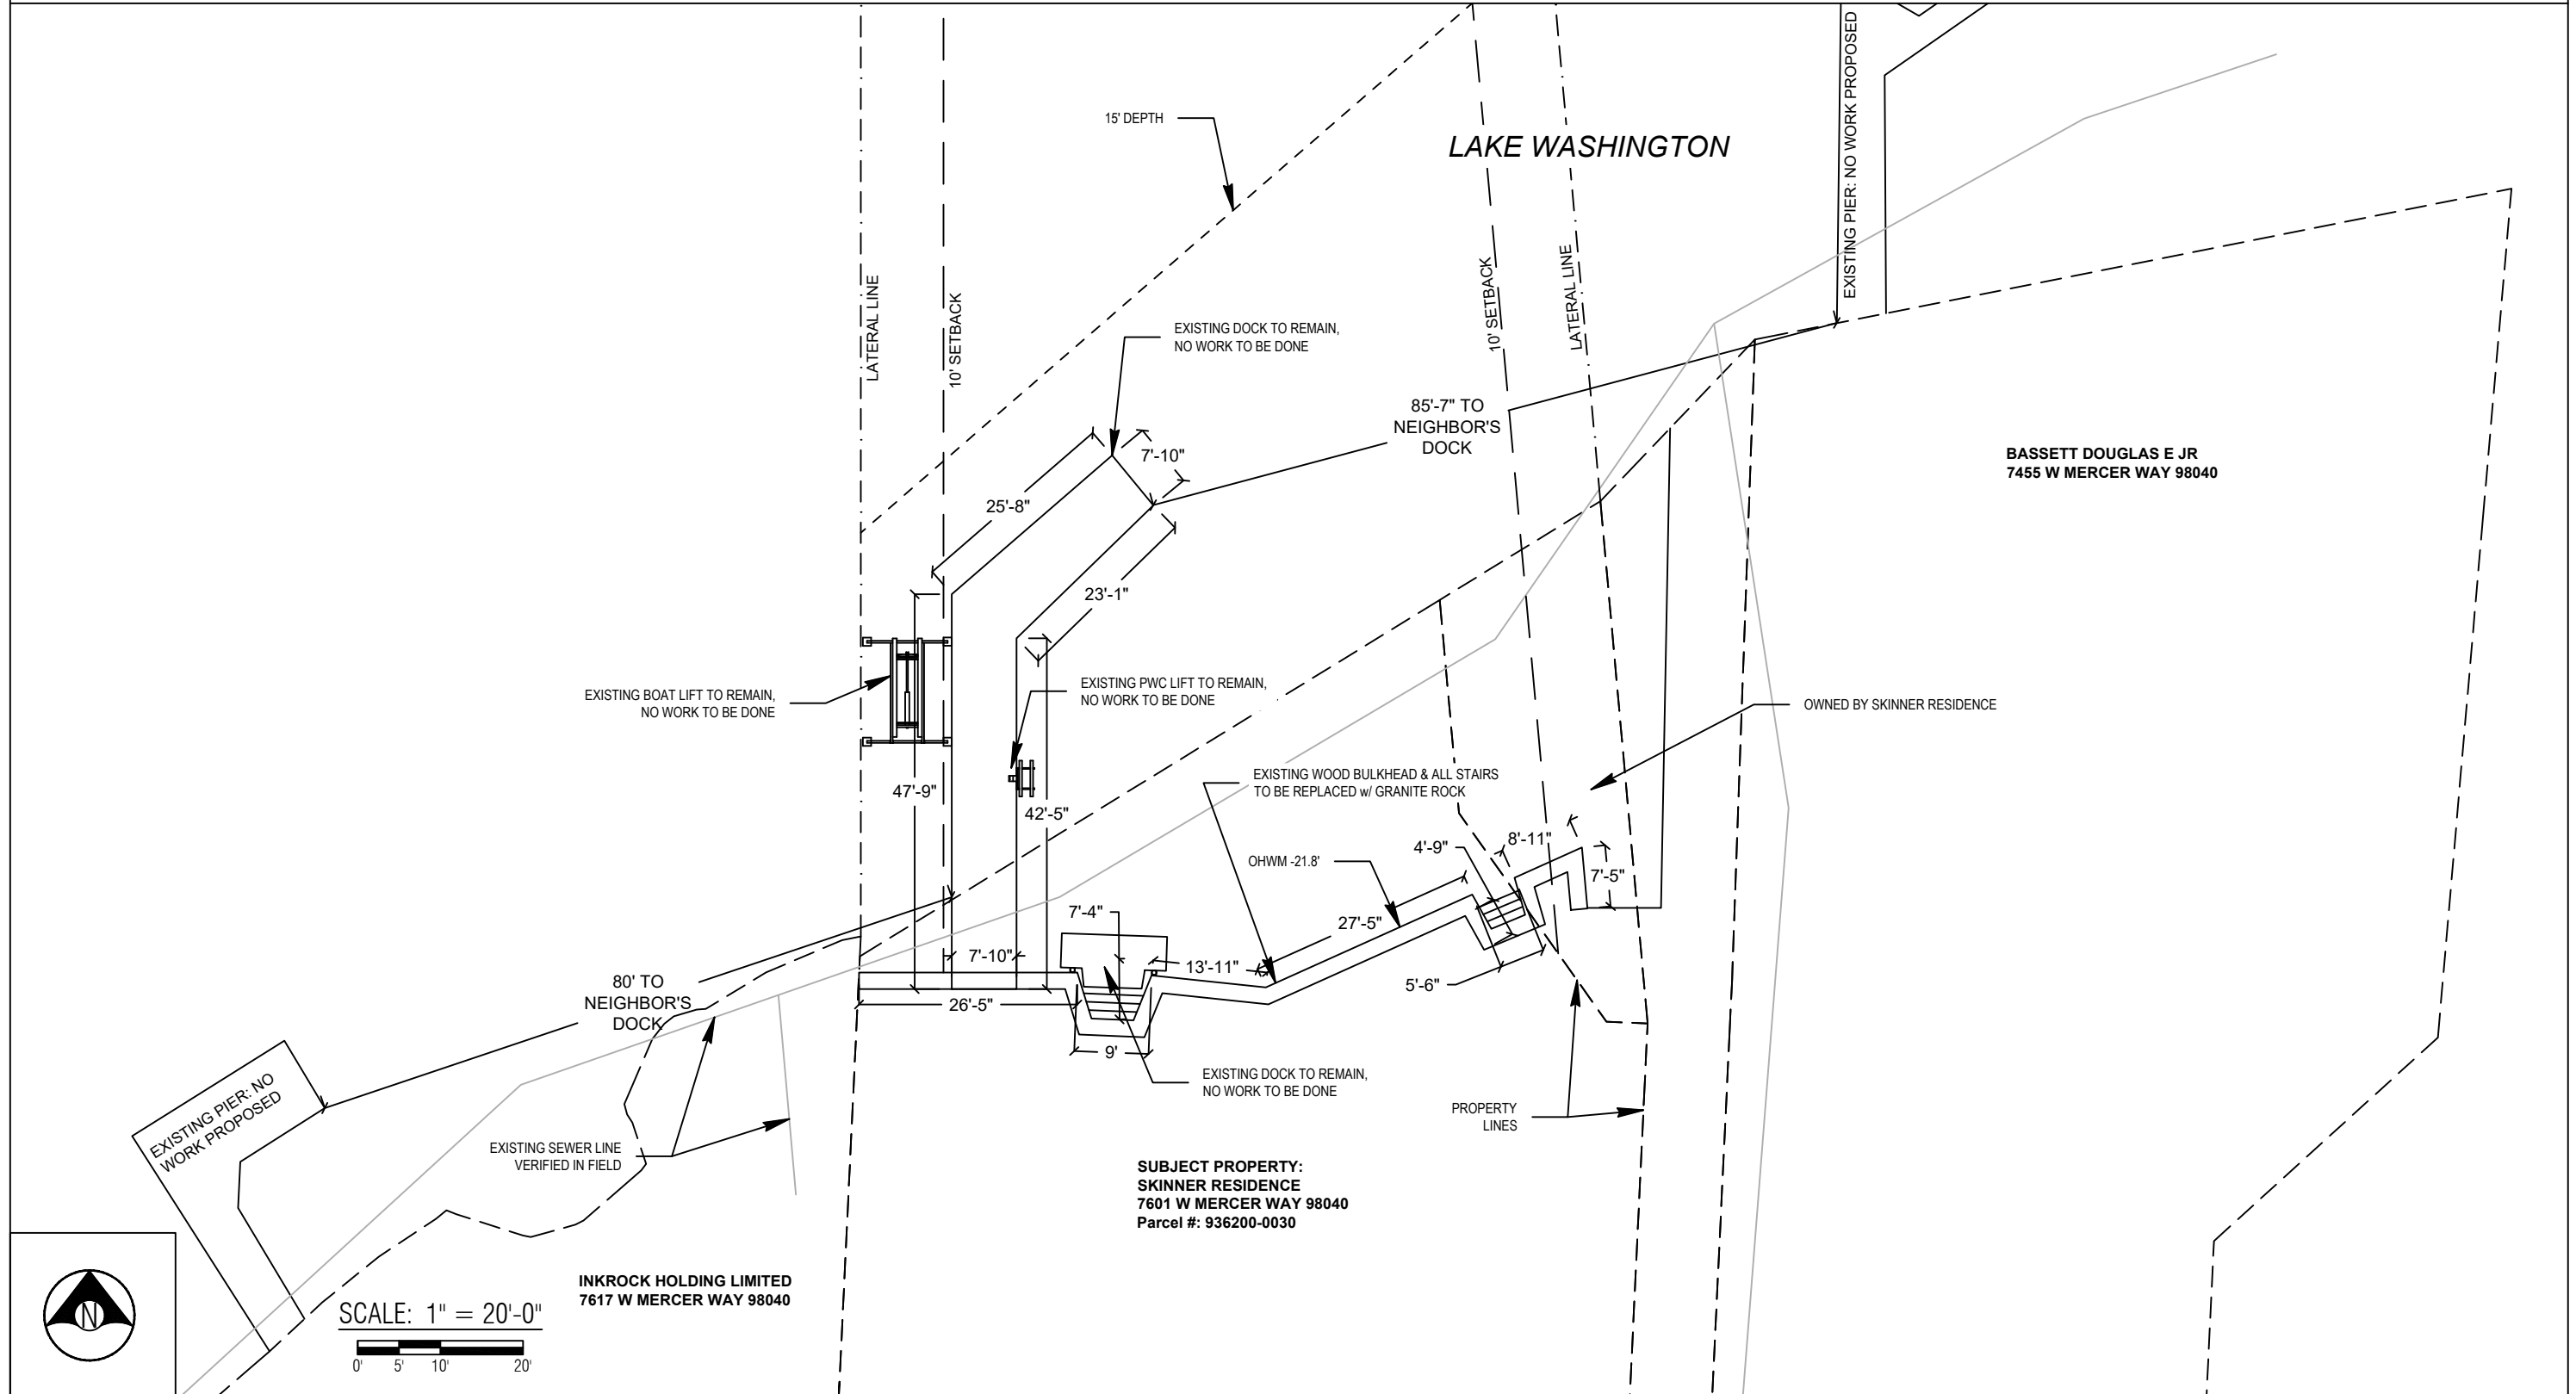 EXISTING PIER: NO WORK PROPOSED
15' DEPTH
LAKE WASHINGTON
LATERAL LINE
10' SETBACK
10' SETBACK
LATERAL LINE
EXISTING DOCK TO REMAIN,
NO WORK TO BE DONE
85'-7" TO
NEIGHBOR'S
DOCK
7'-10"
25'-8"
23'-1"
BASSETT DOUGLAS E JR
7455 W MERCER WAY 98040
EXISTING BOAT LIFT TO REMAIN,
NO WORK TO BE DONE
EXISTING PWC LIFT TO REMAIN,
NO WORK TO BE DONE
OWNED BY SKINNER RESIDENCE
47'-9"
42'-5"
EXISTING WOOD BULKHEAD & ALL STAIRS
TO BE REPLACED w/ GRANITE ROCK
4'-9"
8'-11"
7'-5"
OHWM -21.8'
27'-5"
7'-4"
7'-10"
13'-11"
5'-6"
26'-5"
9'
80' TO
NEIGHBOR'S
DOCK
EXISTING DOCK TO REMAIN,
NO WORK TO BE DONE
PROPERTY
LINES
EXISTING PIER: NO
WORK PROPOSED
EXISTING SEWER LINE
VERIFIED IN FIELD
SUBJECT PROPERTY:
SKINNER RESIDENCE
7601 W MERCER WAY 98040
Parcel #: 936200-0030
INKROCK HOLDING LIMITED
7617 W MERCER WAY 98040
N
SCALE: 1" = 20'-0"
0' 5' 10' 20'